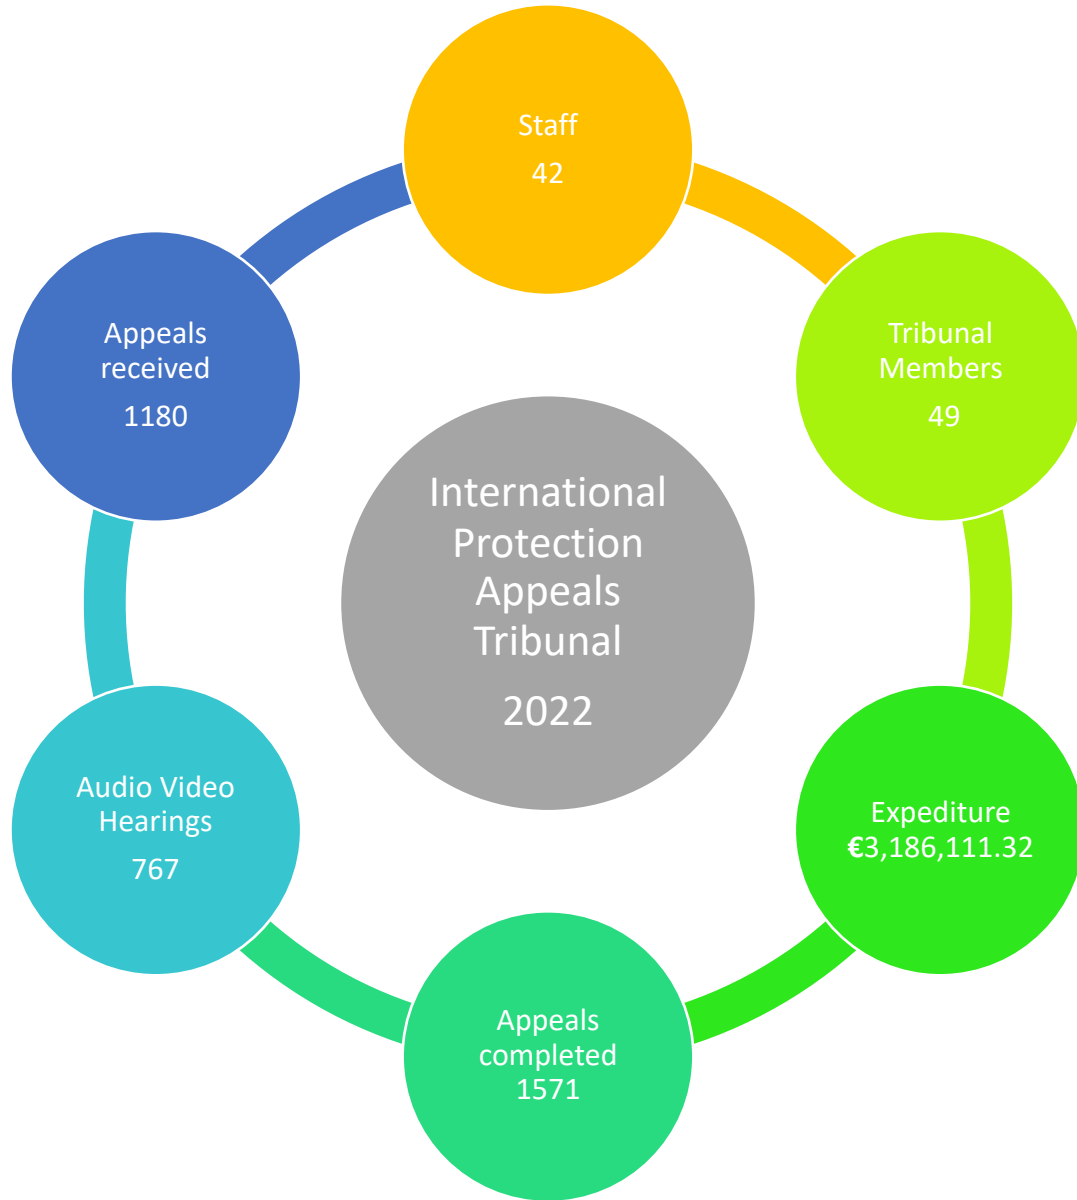 Staff
42
Tribunal
Members
49
Expediture
€3,186,111.32
Appeals
completed
1571
Audio Video
Hearings
767
Appeals
received
1180
International
Protection
Appeals
Tribunal
2022